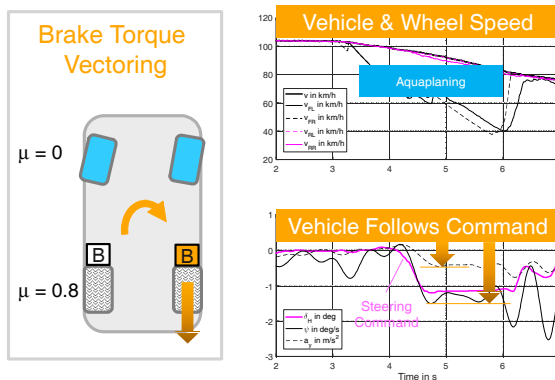 Brake Torque
Vectoring
μ = 0
B
B
μ = 0.8
Vehicle & Wheel Speed
120
100
80
60
40
20
Aquaplaning
v in km/h
v_FL in km/h
v_FR in km/h
v_RL in km/h
v_RR in km/h
2
3
4
5
6
Vehicle Follows Command
1
0
-1
-2
-3
Steering
Command
δ_H in deg
ψ̇ in deg/s
a_y in m/s²
2
3
4
5
6
Time in s